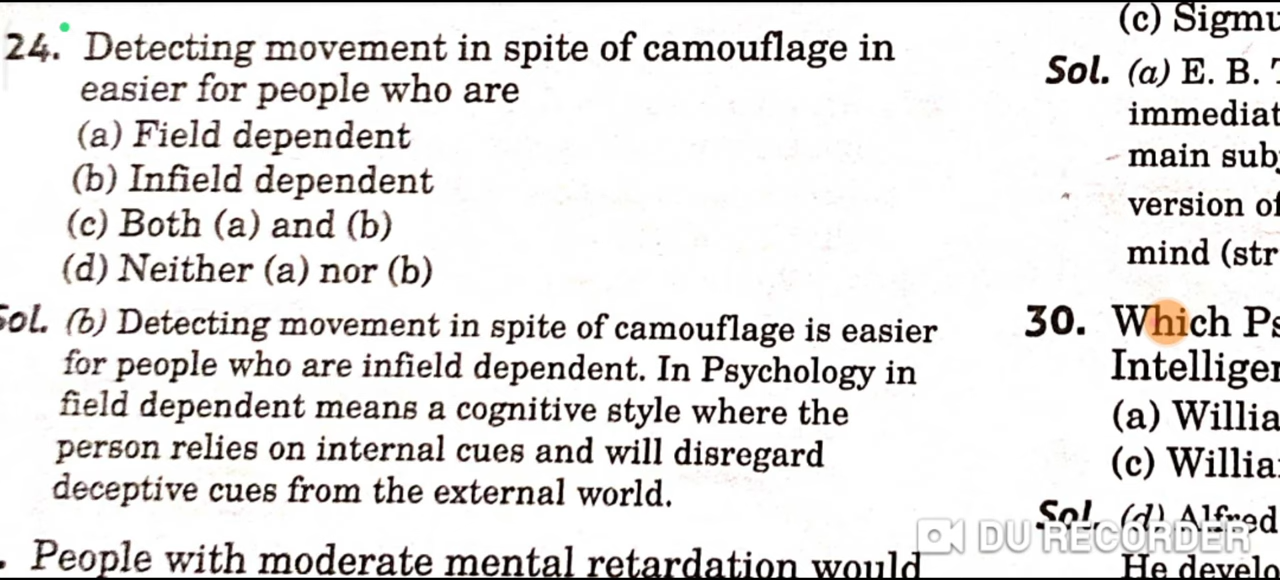 24. Detecting movement in spite of camouflage in
easier for people who are
(a) Field dependent
(b) Infield dependent
(c) Both (a) and (b)
(d) Neither (a) nor (b)
Sol. (b) Detecting movement in spite of camouflage is easier
for people who are infield dependent. In Psychology in
field dependent means a cognitive style where the
person relies on internal cues and will disregard
deceptive cues from the external world.
. People with moderate mental retardation would
(c) Sigmu
Sol. (a) E. B.
immediat
main sub
version of
mind (str
30. Which Ps
Intelliger
(a) Willia
(c) Willia
Sol. (d) Alfred
He develo
DU RECORDER